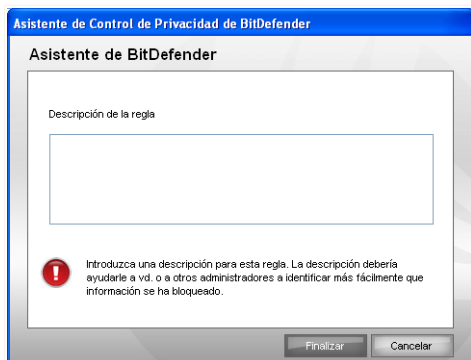 Asistente de Control de Privacidad de BitDefender
Asistente de BitDefender
Descripción de la regla
Introduzca una descripción para esta regla. La descripción debería
ayudarle a vd. o a otros administradores a identificar más fácilmente que
información se ha bloqueado.
Finalizar
Cancelar